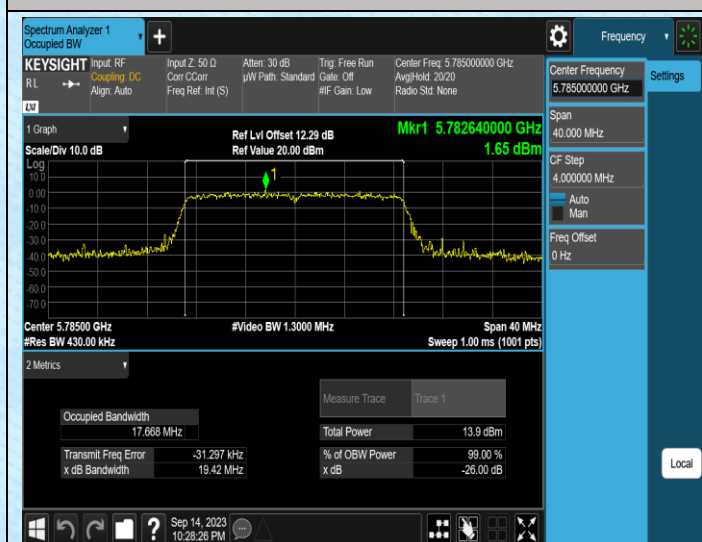 Spectrum Analyzer 1
Occupied BW
+
Frequency
KEYSIGHT
RL
LXI
Input: RF
Coupling: DC
Align: Auto
Input Z: 50 Ω
Corr CCorr
Freq Ref: Int (S)
Atten: 30 dB
µW Path: Standard
Trig: Free Run
Gate: Off
#IF Gain: Low
Center Freq: 5.785000000 GHz
Avg|Hold: 20/20
Radio Std: None
Center Frequency
5.785000000 GHz
Settings
Span
40.000 MHz
CF Step
4.000000 MHz
Auto
Man
Freq Offset
0 Hz
1 Graph
Scale/Div 10.0 dB
Ref Lvl Offset 12.29 dB
Ref Value 20.00 dBm
Mkr1 5.782640000 GHz
1.65 dBm
Log
10.0
0.00
-10.0
-20.0
-30.0
-40.0
-50.0
-60.0
-70.0
1
Center 5.78500 GHz
#Res BW 430.00 kHz
#Video BW 1.3000 MHz
Span 40 MHz
Sweep 1.00 ms (1001 pts)
2 Metrics
Measure Trace Trace 1
Occupied Bandwidth
17.668 MHz
Total Power 13.9 dBm
Transmit Freq Error -31.297 kHz
x dB Bandwidth 19.42 MHz
% of OBW Power 99.00 %
x dB -26.00 dB
Local
?
Sep 14, 2023
10:28:26 PM